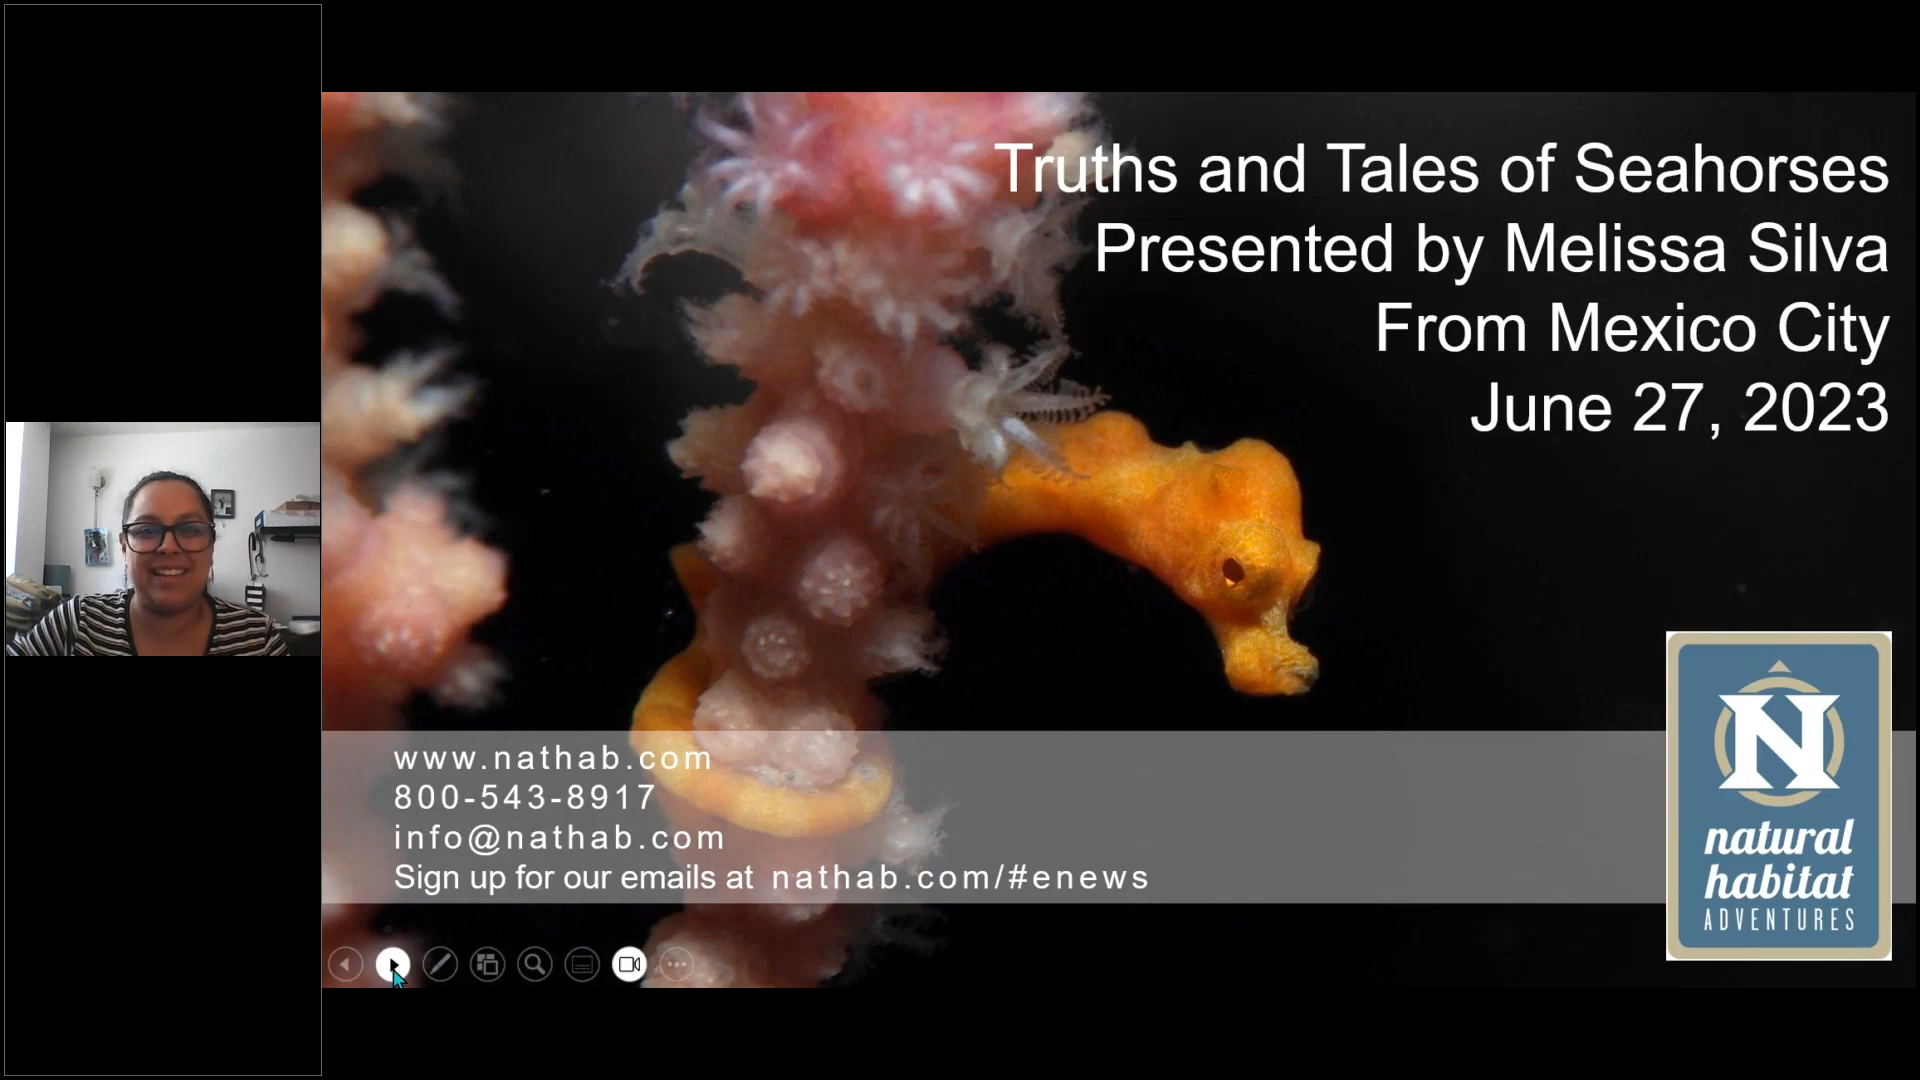 Truths and Tales of Seahorses
Presented by Melissa Silva
From Mexico City
June 27, 2023
www.nathab.com
800-543-8917
info@nathab.com
Sign up for our emails at nathab.com/#enews
N
natural
habitat
ADVENTURES